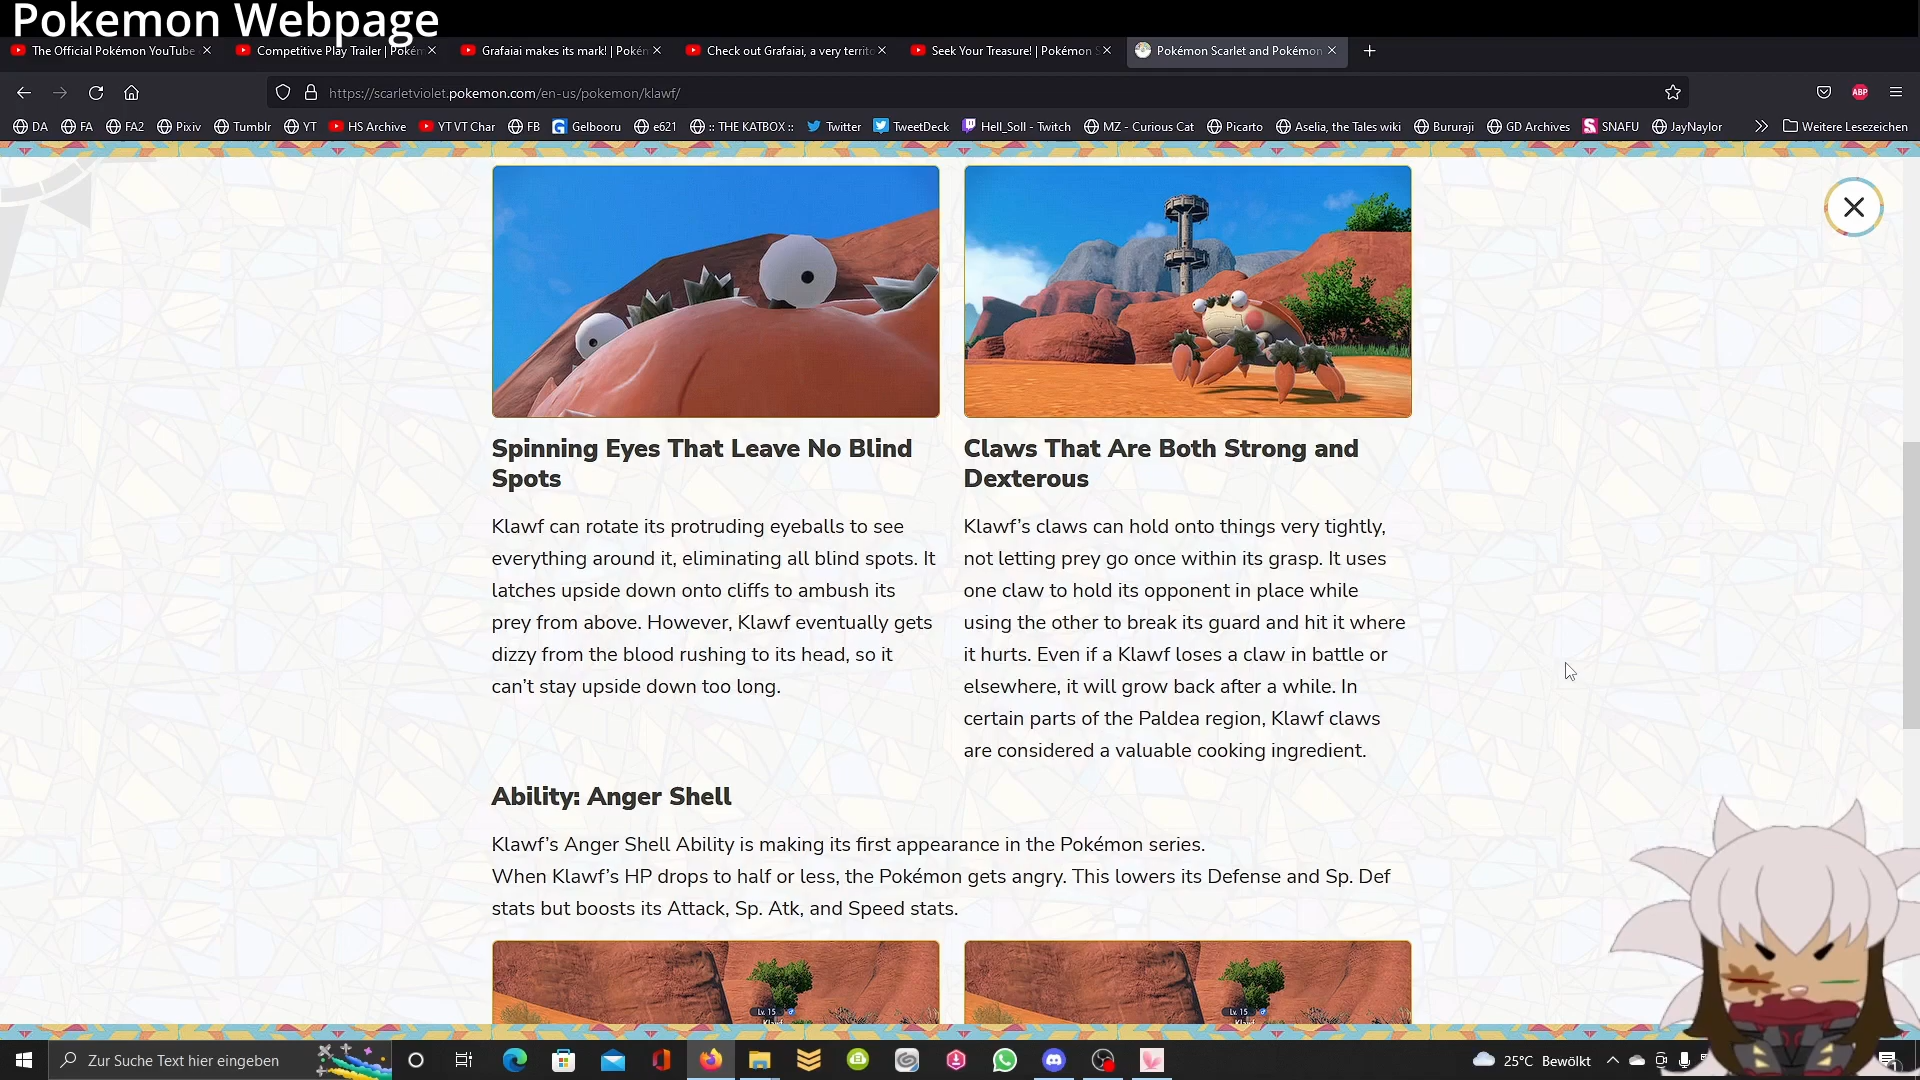 Pokemon Webpage
The Official Pokémon YouTube
Competitive Play Trailer | Pokém
Grafaiai makes its mark! | Pokén
Check out Grafaiai, a very territo
Seek Your Treasure! | Pokémon S
Pokémon Scarlet and Pokémon
https://scarletviolet.pokemon.com/en-us/pokemon/klawf/
ABP
DA
FA
FA2
Pixiv
Tumblr
YT
HS Archive
YT VT Char
FB
Gelbooru
e621
:: THE KATBOX ::
Twitter
TweetDeck
Hell_Soll - Twitch
MZ - Curious Cat
Picarto
Aselia, the Tales wiki
Bururaji
GD Archives
SNAFU
JayNaylor
Weitere Lesezeichen
Spinning Eyes That Leave No Blind
Spots
Klawf can rotate its protruding eyeballs to see
everything around it, eliminating all blind spots. It
latches upside down onto cliffs to ambush its
prey from above. However, Klawf eventually gets
dizzy from the blood rushing to its head, so it
can’t stay upside down too long.
Claws That Are Both Strong and
Dexterous
Klawf’s claws can hold onto things very tightly,
not letting prey go once within its grasp. It uses
one claw to hold its opponent in place while
using the other to break its guard and hit it where
it hurts. Even if a Klawf loses a claw in battle or
elsewhere, it will grow back after a while. In
certain parts of the Paldea region, Klawf claws
are considered a valuable cooking ingredient.
Ability: Anger Shell
Klawf’s Anger Shell Ability is making its first appearance in the Pokémon series.
When Klawf’s HP drops to half or less, the Pokémon gets angry. This lowers its Defense and Sp. Def
stats but boosts its Attack, Sp. Atk, and Speed stats.
Lv. 15
Lv. 15
Zur Suche Text hier eingeben
25°C Bewölkt